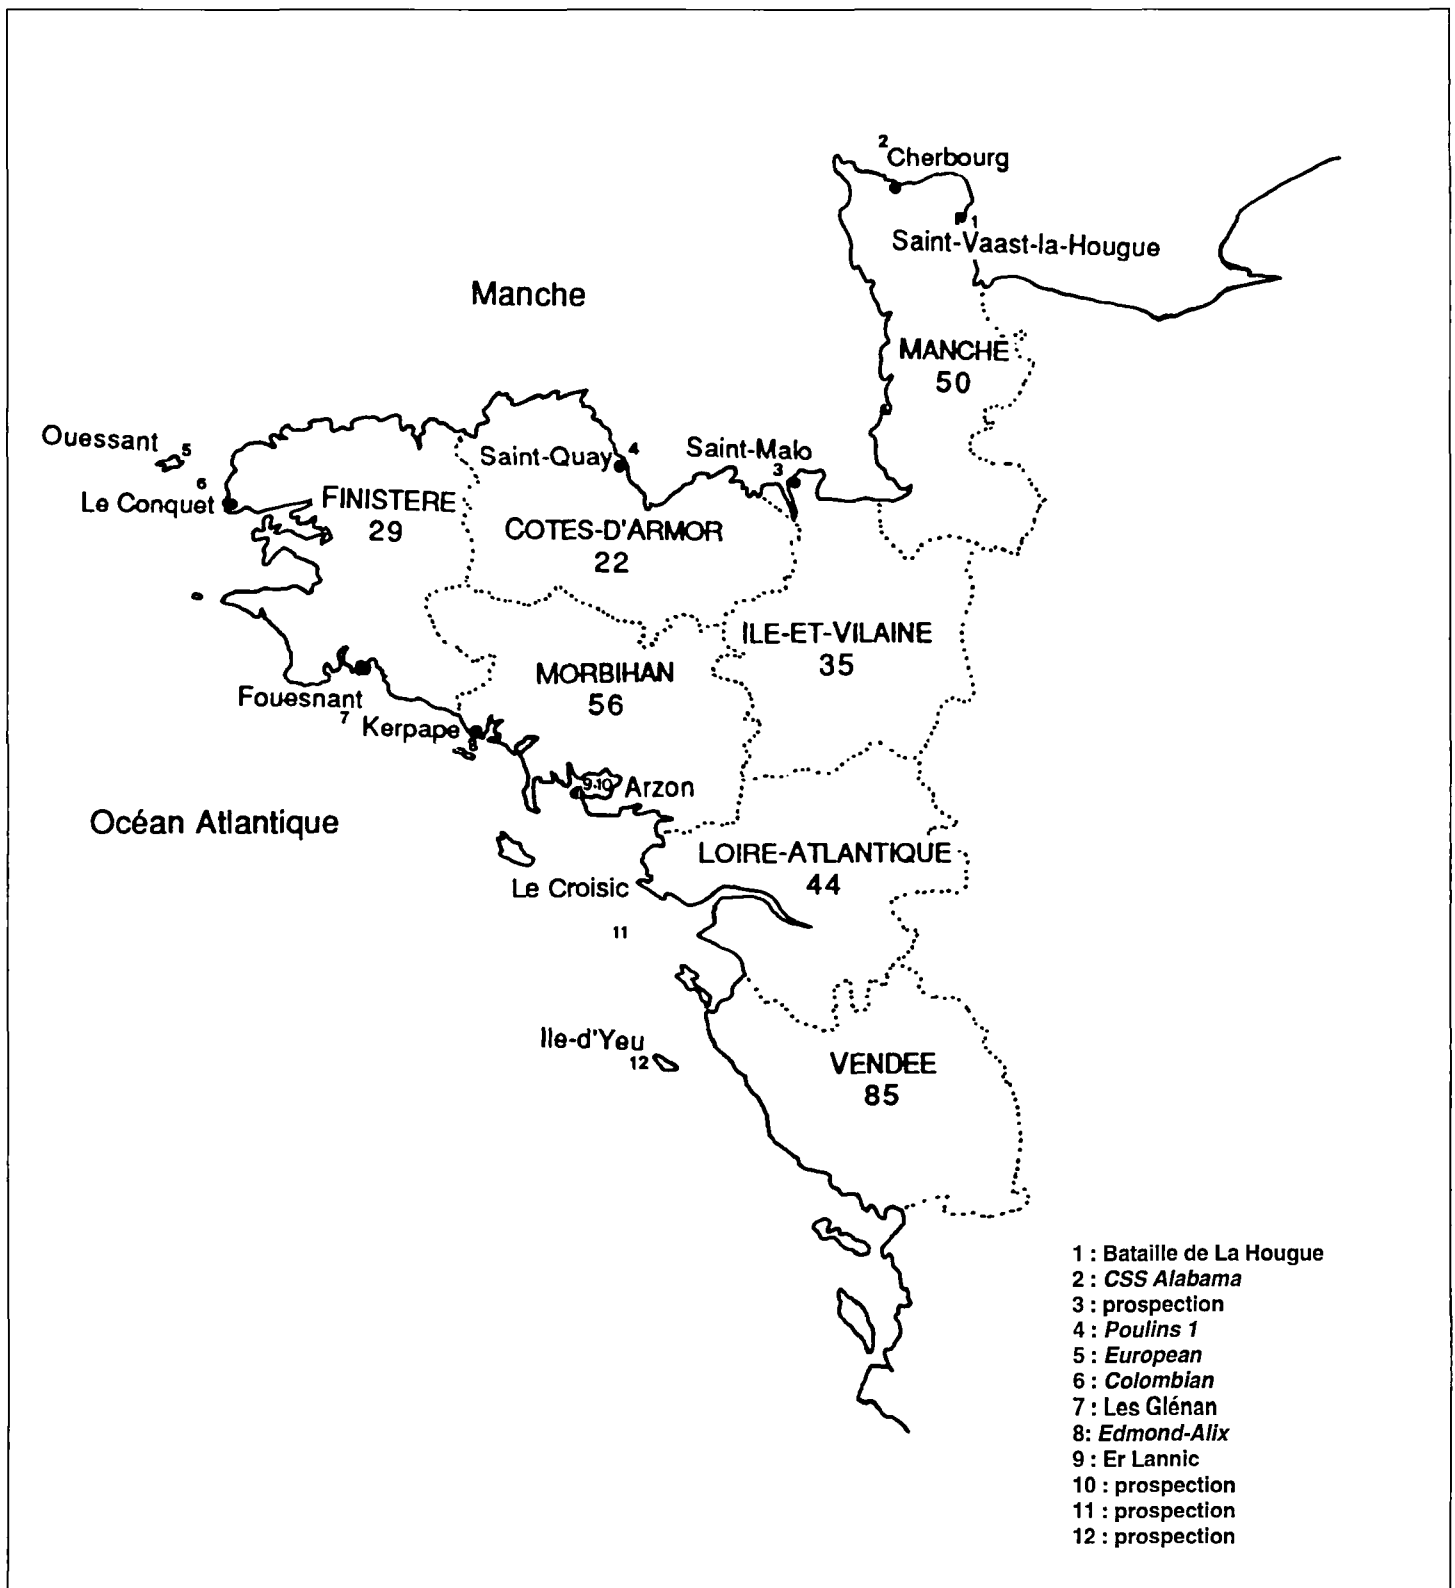 2
Cherbourg
1
Saint-Vaast-la-Hougue
Manche
MANCHE
50
Ouessant
5
6
Le Conquet
FINISTERE
29
Saint-Quay
4
Saint-Malo
3
COTES-D'ARMOR
22
ILE-ET-VILAINE
35
MORBIHAN
56
Fouesnant
7
Kerpape
8
9-10
Arzon
Océan Atlantique
LOIRE-ATLANTIQUE
44
Le Croisic
11
Ile-d'Yeu
12
VENDEE
85
1 : Bataille de La Hougue
2 : CSS Alabama
3 : prospection
4 : Poulins 1
5 : European
6 : Colombian
7 : Les Glénan
8: Edmond-Alix
9 : Er Lannic
10 : prospection
11 : prospection
12 : prospection